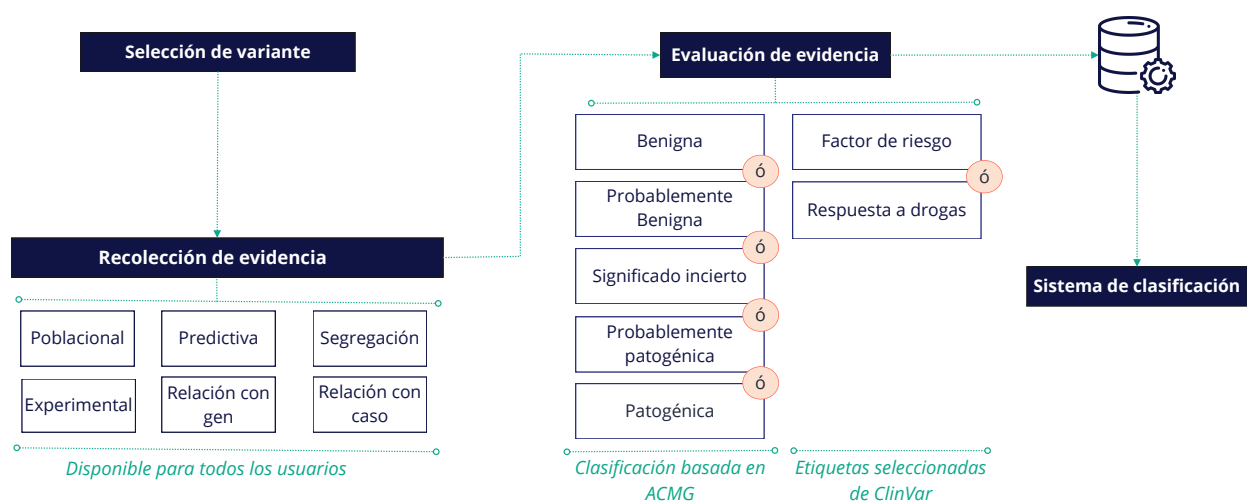 Selección de variante
Recolección de evidencia
Poblacional
Predictiva
Segregación
Experimental
Relación con
gen
Relación con
caso
Disponible para todos los usuarios
Evaluación de evidencia
Benigna
ó
Probablemente
Benigna
ó
Significado incierto
ó
Probablemente
patogénica
ó
Patogénica
Clasificación basada en
ACMG
Factor de riesgo
ó
Respuesta a drogas
Etiquetas seleccionadas
de ClinVar
Sistema de clasificación